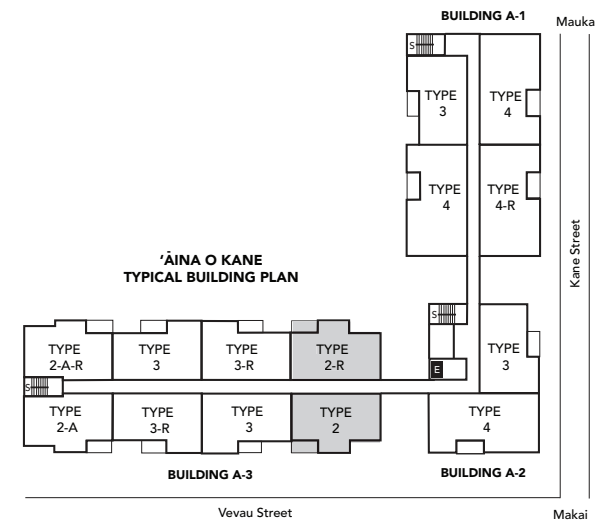 BUILDING A-1
Mauka
S
TYPE
3
TYPE
4
TYPE
4
TYPE
4-R
Kane Street
ʻĀINA O KANE
TYPICAL BUILDING PLAN
S
E
TYPE
3
TYPE
4
TYPE
2-A-R
TYPE
3
TYPE
3-R
TYPE
2-R
S
TYPE
2-A
TYPE
3-R
TYPE
3
TYPE
2
BUILDING A-3
BUILDING A-2
Vevau Street
Makai